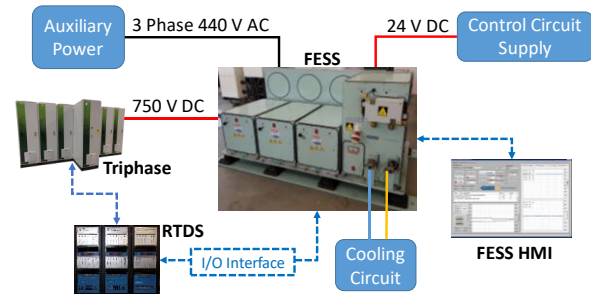 Auxiliary
Power
3 Phase 440 V AC
24 V DC
Control Circuit
Supply
FESS
750 V DC
Triphase
RTDS
I/O Interface
Cooling
Circuit
FESS HMI